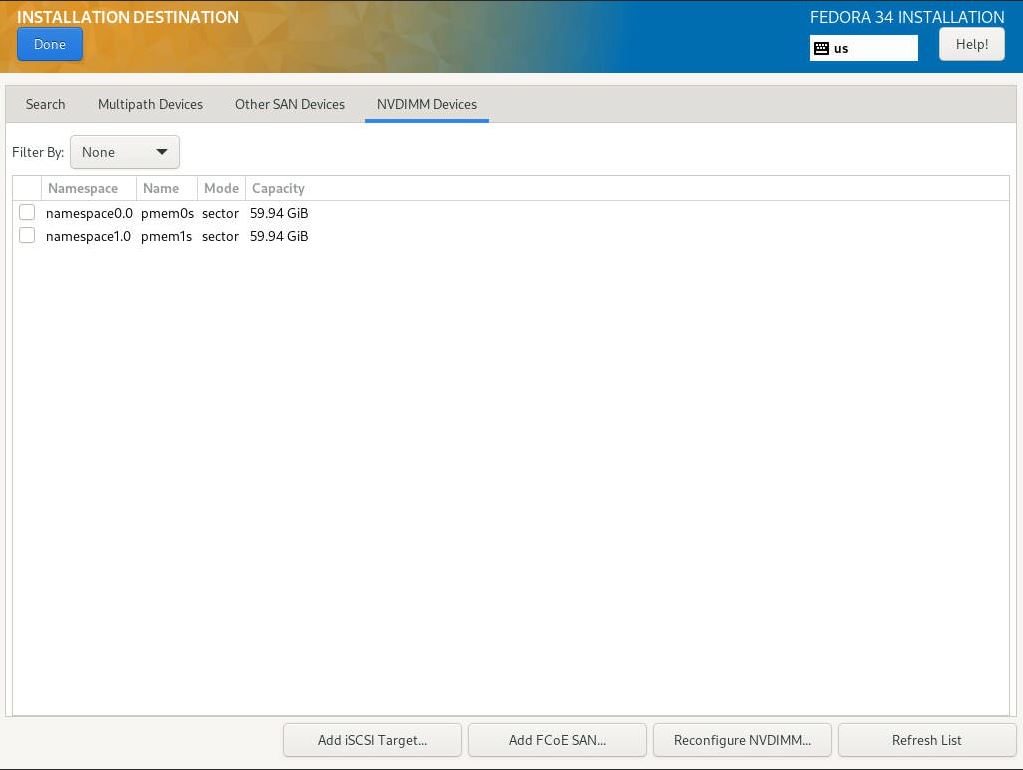 INSTALLATION DESTINATION
FEDORA 34 INSTALLATION
Done
us
Help!
Search Multipath Devices Other SAN Devices NVDIMM Devices
Filter By: None
Namespace Name Mode Capacity
namespace0.0 pmem0s sector 59.94 GiB
namespace1.0 pmem1s sector 59.94 GiB
Add iSCSI Target... Add FCoE SAN... Reconfigure NVDIMM... Refresh List